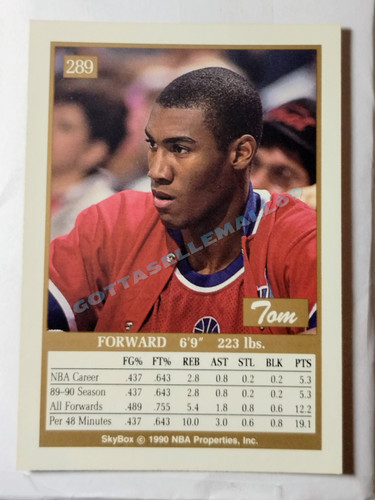 289
GOTTASELLEMALL87
Tom
FORWARD 6'9" 223 lbs.
FG% FT% REB AST STL BLK PTS
NBA Career .437 .643 2.8 0.8 0.2 0.2 5.3
89-90 Season .437 .643 2.8 0.8 0.2 0.2 5.3
All Forwards .489 .755 5.4 1.8 0.8 0.6 12.2
Per 48 Minutes .437 .643 10.0 3.0 0.6 0.8 19.1
SkyBox © 1990 NBA Properties, Inc.